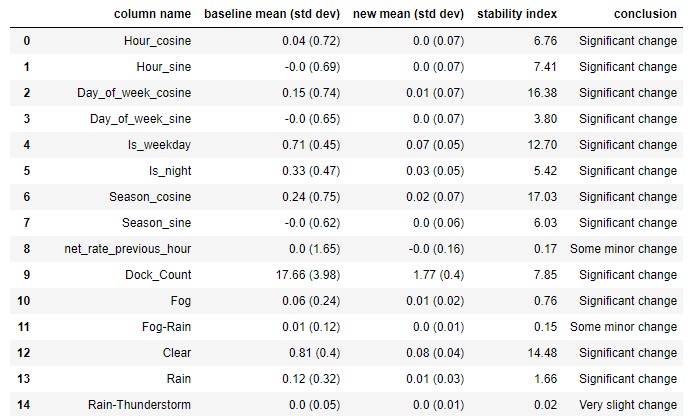 column name baseline mean (std dev) new mean (std dev) stability index conclusion
0 Hour_cosine 0.04 (0.72) 0.0 (0.07) 6.76 Significant change
1 Hour_sine -0.0 (0.69) 0.0 (0.07) 7.41 Significant change
2 Day_of_week_cosine 0.15 (0.74) 0.01 (0.07) 16.38 Significant change
3 Day_of_week_sine -0.0 (0.65) 0.0 (0.07) 3.80 Significant change
4 Is_weekday 0.71 (0.45) 0.07 (0.05) 12.70 Significant change
5 Is_night 0.33 (0.47) 0.03 (0.05) 5.42 Significant change
6 Season_cosine 0.24 (0.75) 0.02 (0.07) 17.03 Significant change
7 Season_sine -0.0 (0.62) 0.0 (0.06) 6.03 Significant change
8 net_rate_previous_hour 0.0 (1.65) -0.0 (0.16) 0.17 Some minor change
9 Dock_Count 17.66 (3.98) 1.77 (0.4) 7.85 Significant change
10 Fog 0.06 (0.24) 0.01 (0.02) 0.76 Significant change
11 Fog-Rain 0.01 (0.12) 0.0 (0.01) 0.15 Some minor change
12 Clear 0.81 (0.4) 0.08 (0.04) 14.48 Significant change
13 Rain 0.12 (0.32) 0.01 (0.03) 1.66 Significant change
14 Rain-Thunderstorm 0.0 (0.05) 0.0 (0.01) 0.02 Very slight change